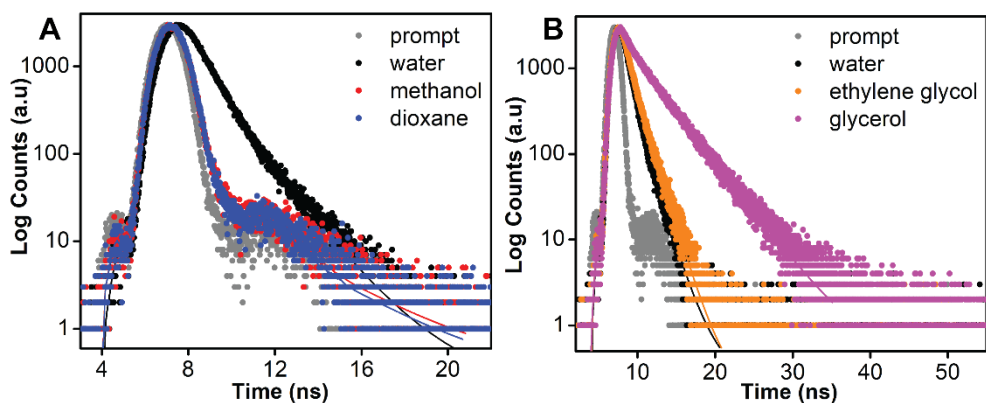 A
prompt
water
methanol
dioxane
Log Counts (a.u)
1000
100
10
1
4
8
12
16
20
Time (ns)
B
prompt
water
ethylene glycol
glycerol
Log Counts (a.u)
1000
100
10
1
10
20
30
40
50
Time (ns)